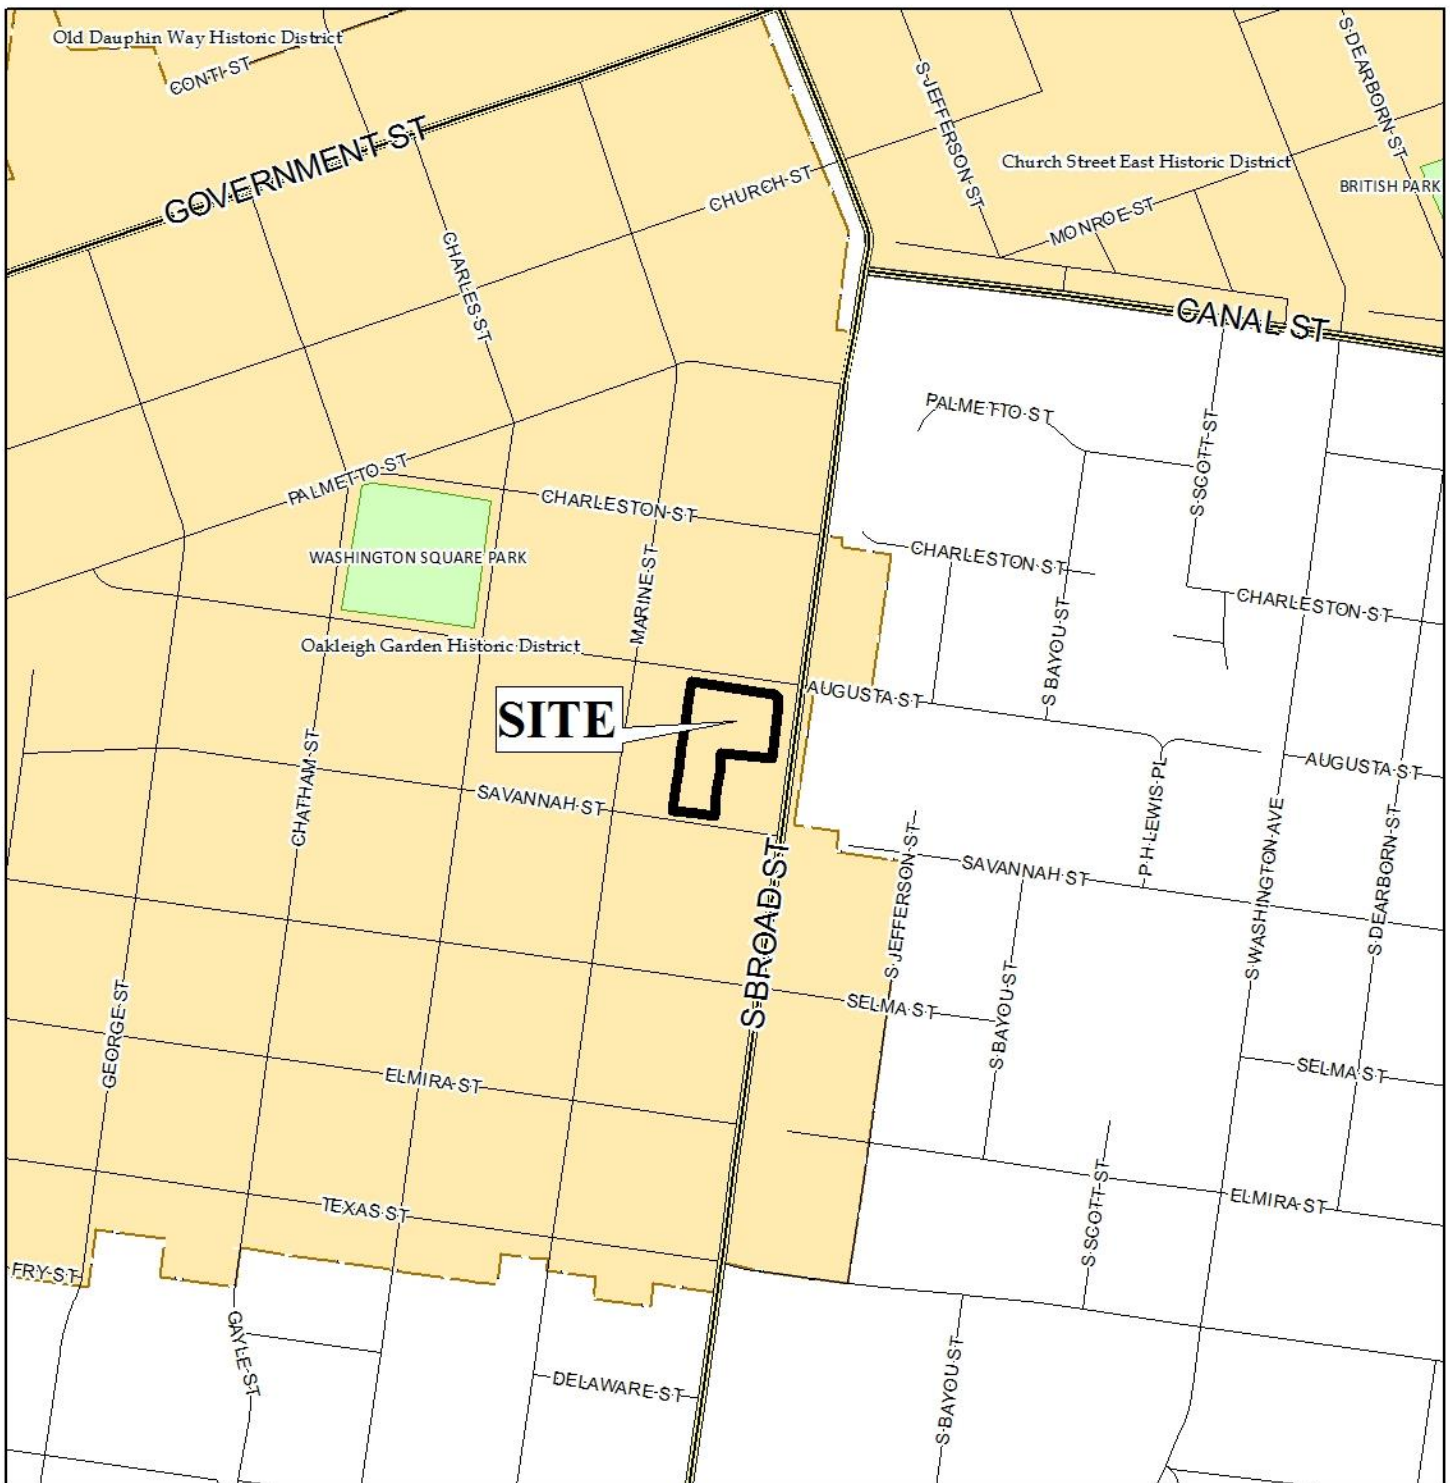 Old Dauphin Way Historic District
CONTI ST
S DEARBORN ST
S JEFFERSON ST
GOVERNMENT ST
Church Street East Historic District
BRITISH PARK
CHURCH ST
MONROE ST
CHARLES ST
CANAL ST
PALMETTO ST
S SCOTT ST
PALMETTO ST
CHARLESTON ST
WASHINGTON SQUARE PARK
CHARLESTON ST
MARINE ST
CHARLESTON ST
S BAYOU ST
Oakleigh Garden Historic District
AUGUSTA ST
SITE
CHATHAM ST
AUGUSTA ST
SAVANNAH ST
P H LEWIS PL
S WASHINGTON AVE
S DEARBORN ST
S JEFFERSON ST
SAVANNAH ST
S BROAD ST
SELMA ST
GEORGE ST
S BAYOU ST
ELMIRA ST
SELMA ST
TEXAS ST
ELMIRA ST
S SCOTT ST
FRY ST
GAYLE ST
DELAWARE ST
S BAYOU ST